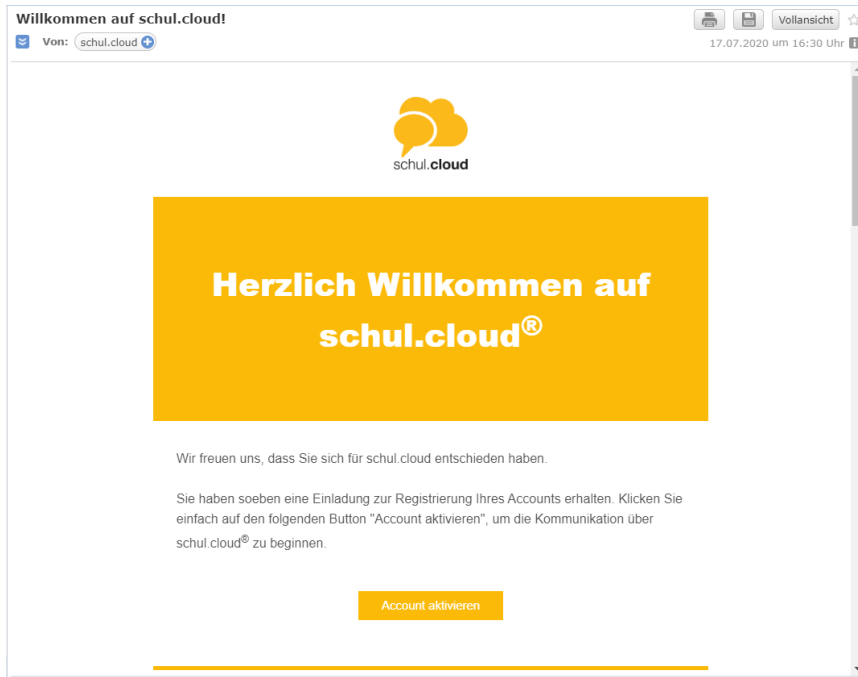 Willkommen auf schul.cloud!
Vollansicht
Von: schul.cloud
17.07.2020 um 16:30 Uhr
schul.cloud
Herzlich Willkommen auf
schul.cloud®
Wir freuen uns, dass Sie sich für schul.cloud entschieden haben.
Sie haben soeben eine Einladung zur Registrierung Ihres Accounts erhalten. Klicken Sie
einfach auf den folgenden Button "Account aktivieren", um die Kommunikation über
schul.cloud® zu beginnen.
Account aktivieren